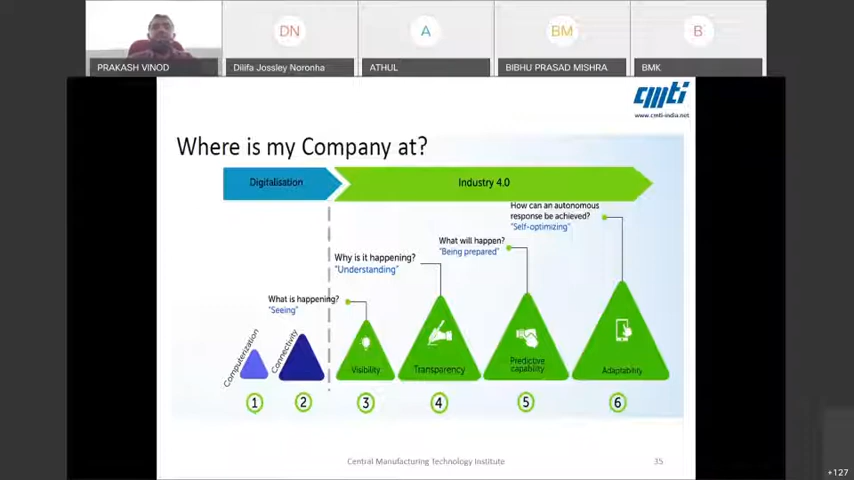 DN
A
BM
B
PRAKASH VINOD
Dilifa Jossley Noronha
ATHUL
BIBHU PRASAD MISHRA
BMK
cmti
www.cmti-india.net
Where is my Company at?
Digitalisation
Industry 4.0
How can an autonomous
response be achieved?
"Self-optimizing"
What will happen?
"Being prepared"
Why is it happening?
"Understanding"
What is happening?
"Seeing"
Computerization
Connectivity
Visibility
Transparency
Predictive
capability
Adaptability
1
2
3
4
5
6
Central Manufacturing Technology Institute
35
+127